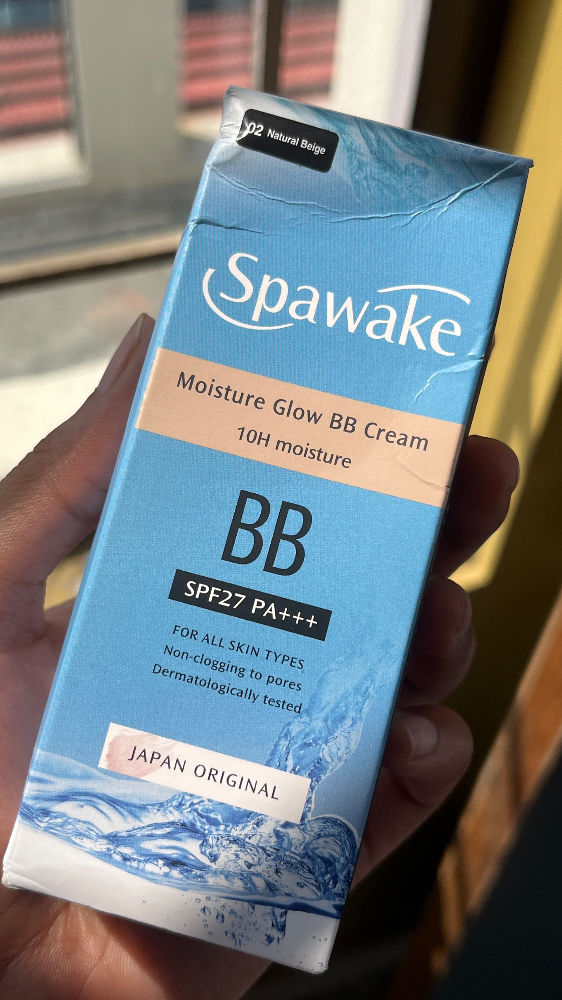 02 Natural Beige
Spawake
Moisture Glow BB Cream
10H moisture
BB
SPF27 PA+++
FOR ALL SKIN TYPES
Non-clogging to pores
Dermatologically tested
JAPAN ORIGINAL